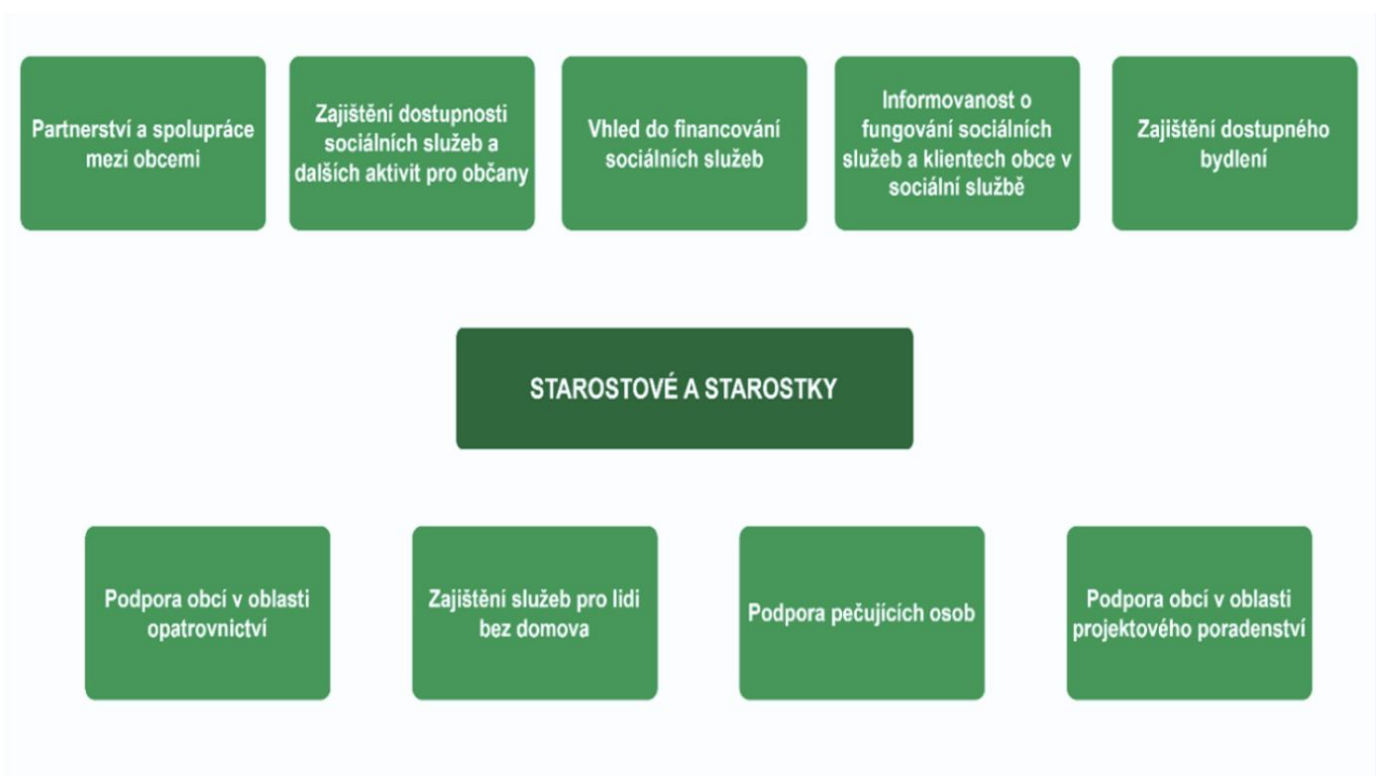 Partnerství a spolupráce
mezi obcemi
Zajištění dostupnosti
sociálních služeb a
dalších aktivit pro občany
Vhled do financování
sociálních služeb
Informovanost o
fungování sociálních
služeb a klientech obce v
sociální službě
Zajištění dostupného
bydlení
STAROSTOVÉ A STAROSTKY
Podpora obcí v oblasti
opatrovnictví
Zajištění služeb pro lidi
bez domova
Podpora pečujících osob
Podpora obcí v oblasti
projektového poradenství